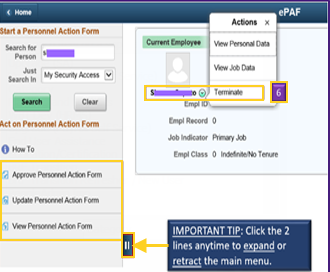 Home
ePAF
Start a Personnel Action Form
Search for Person
s
Just Search In
My Security Access
Search
Clear
Act on Personnel Action Form
How To
Approve Personnel Action Form
Update Personnel Action Form
View Personnel Action Form
Current Employee
Actions ×
View Personal Data
View Job Data
Terminate
6
Empl ID
Empl Record 0
Job Indicator Primary Job
Empl Class 0 Indefinite/No Tenure
IMPORTANT TIP: Click the 2
lines anytime to expand or
retract the main menu.